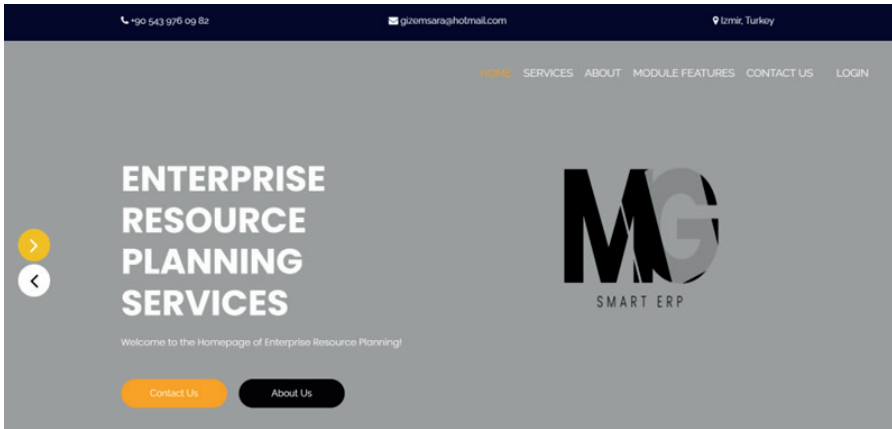 +90 543 976 09 82
gizemsara@hotmail.com
Izmir, Turkey
HOME SERVICES ABOUT MODULE FEATURES CONTACT US LOGIN
ENTERPRISE
RESOURCE
PLANNING
SERVICES
Welcome to the Homepage of Enterprise Resource Planning!
Contact Us
About Us
MG
SMART ERP